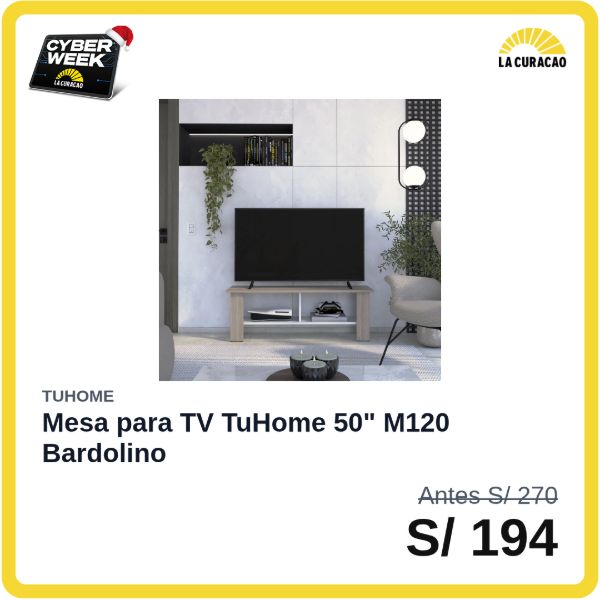 CYBER
WEEK
LA CURACAO
LA CURACAO
TUHOME
Mesa para TV TuHome 50" M120
Bardolino
Antes S/ 270
S/ 194